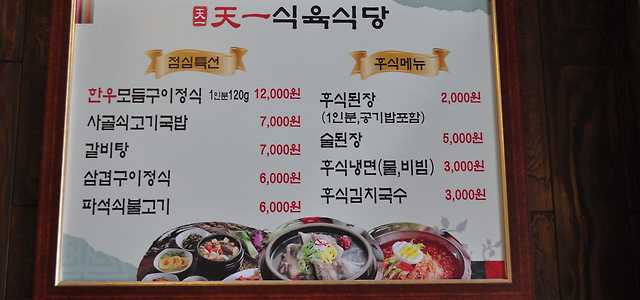 天一 天一식육식당
점심특선
한우모듬구이정식 1인분120g 12,000원
사골쇠고기국밥 7,000원
갈비탕 7,000원
삼겹구이정식 6,000원
파석쇠불고기 6,000원
후식메뉴
후식된장 2,000원
(1인분,공기밥포함)
술된장 5,000원
후식냉면(물,비빔) 3,000원
후식김치국수 3,000원